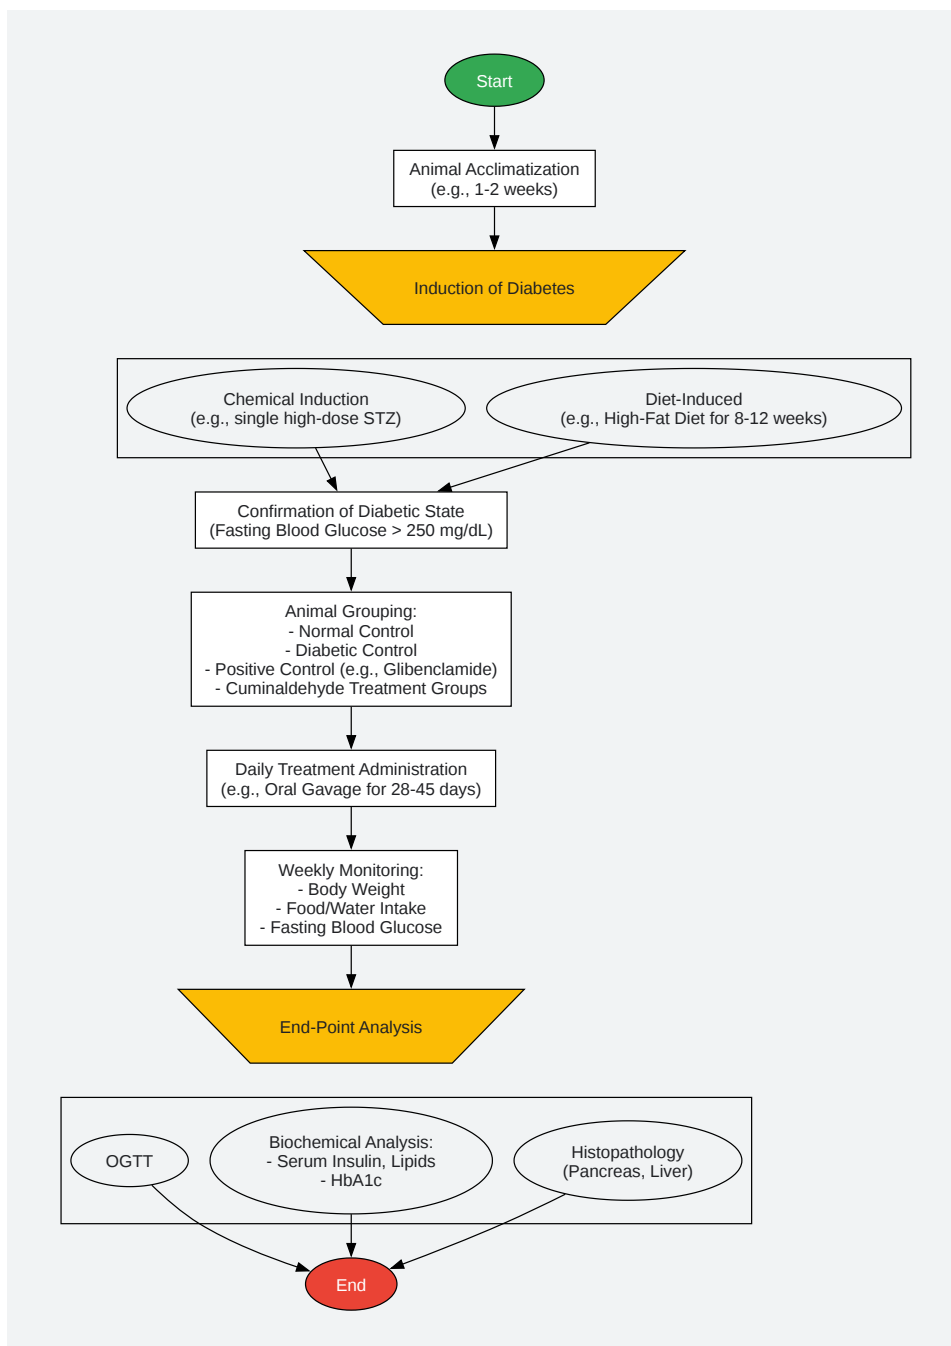 Start
Animal Acclimatization
(e.g., 1-2 weeks)
Induction of Diabetes
Chemical Induction
(e.g., single high-dose STZ)
Diet-Induced
(e.g., High-Fat Diet for 8-12 weeks)
Confirmation of Diabetic State
(Fasting Blood Glucose > 250 mg/dL)
Animal Grouping:
- Normal Control
- Diabetic Control
- Positive Control (e.g., Glibenclamide)
- Cuminaldehyde Treatment Groups
Daily Treatment Administration
(e.g., Oral Gavage for 28-45 days)
Weekly Monitoring:
- Body Weight
- Food/Water Intake
- Fasting Blood Glucose
End-Point Analysis
OGTT
Biochemical Analysis:
- Serum Insulin, Lipids
- HbA1c
Histopathology
(Pancreas, Liver)
End